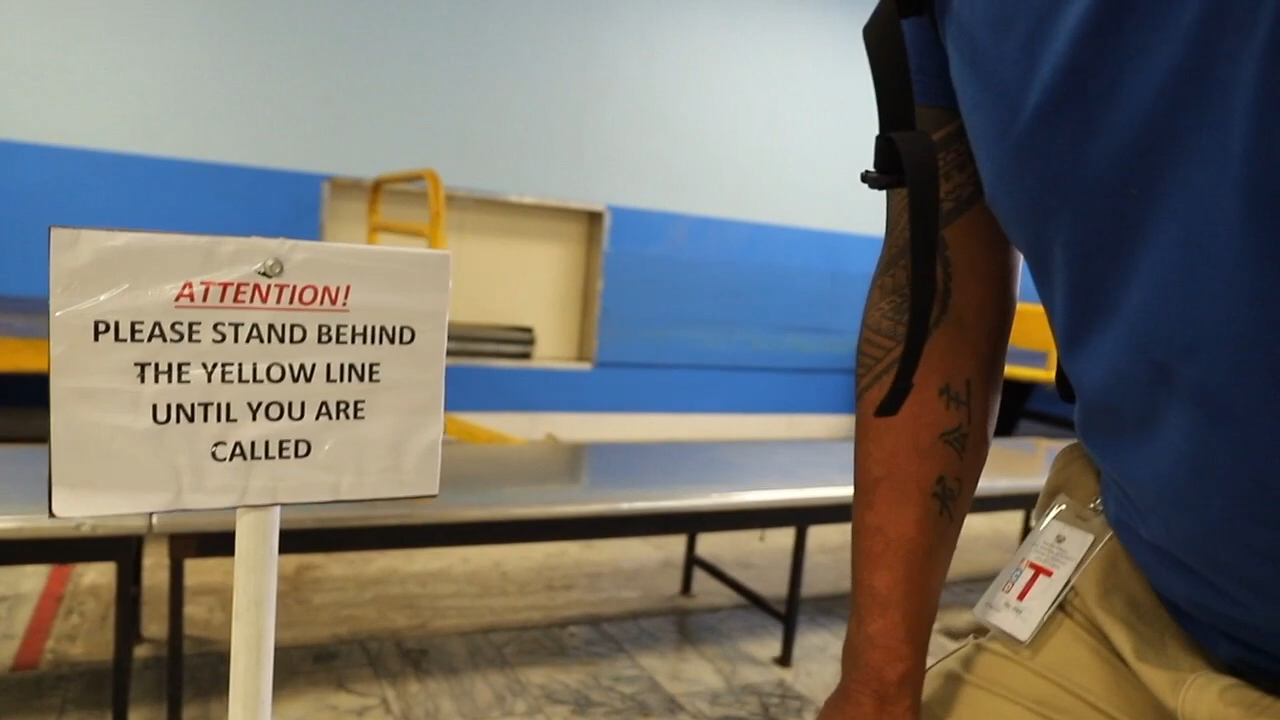 ATTENTION!
PLEASE STAND BEHIND
THE YELLOW LINE
UNTIL YOU ARE
CALLED
T